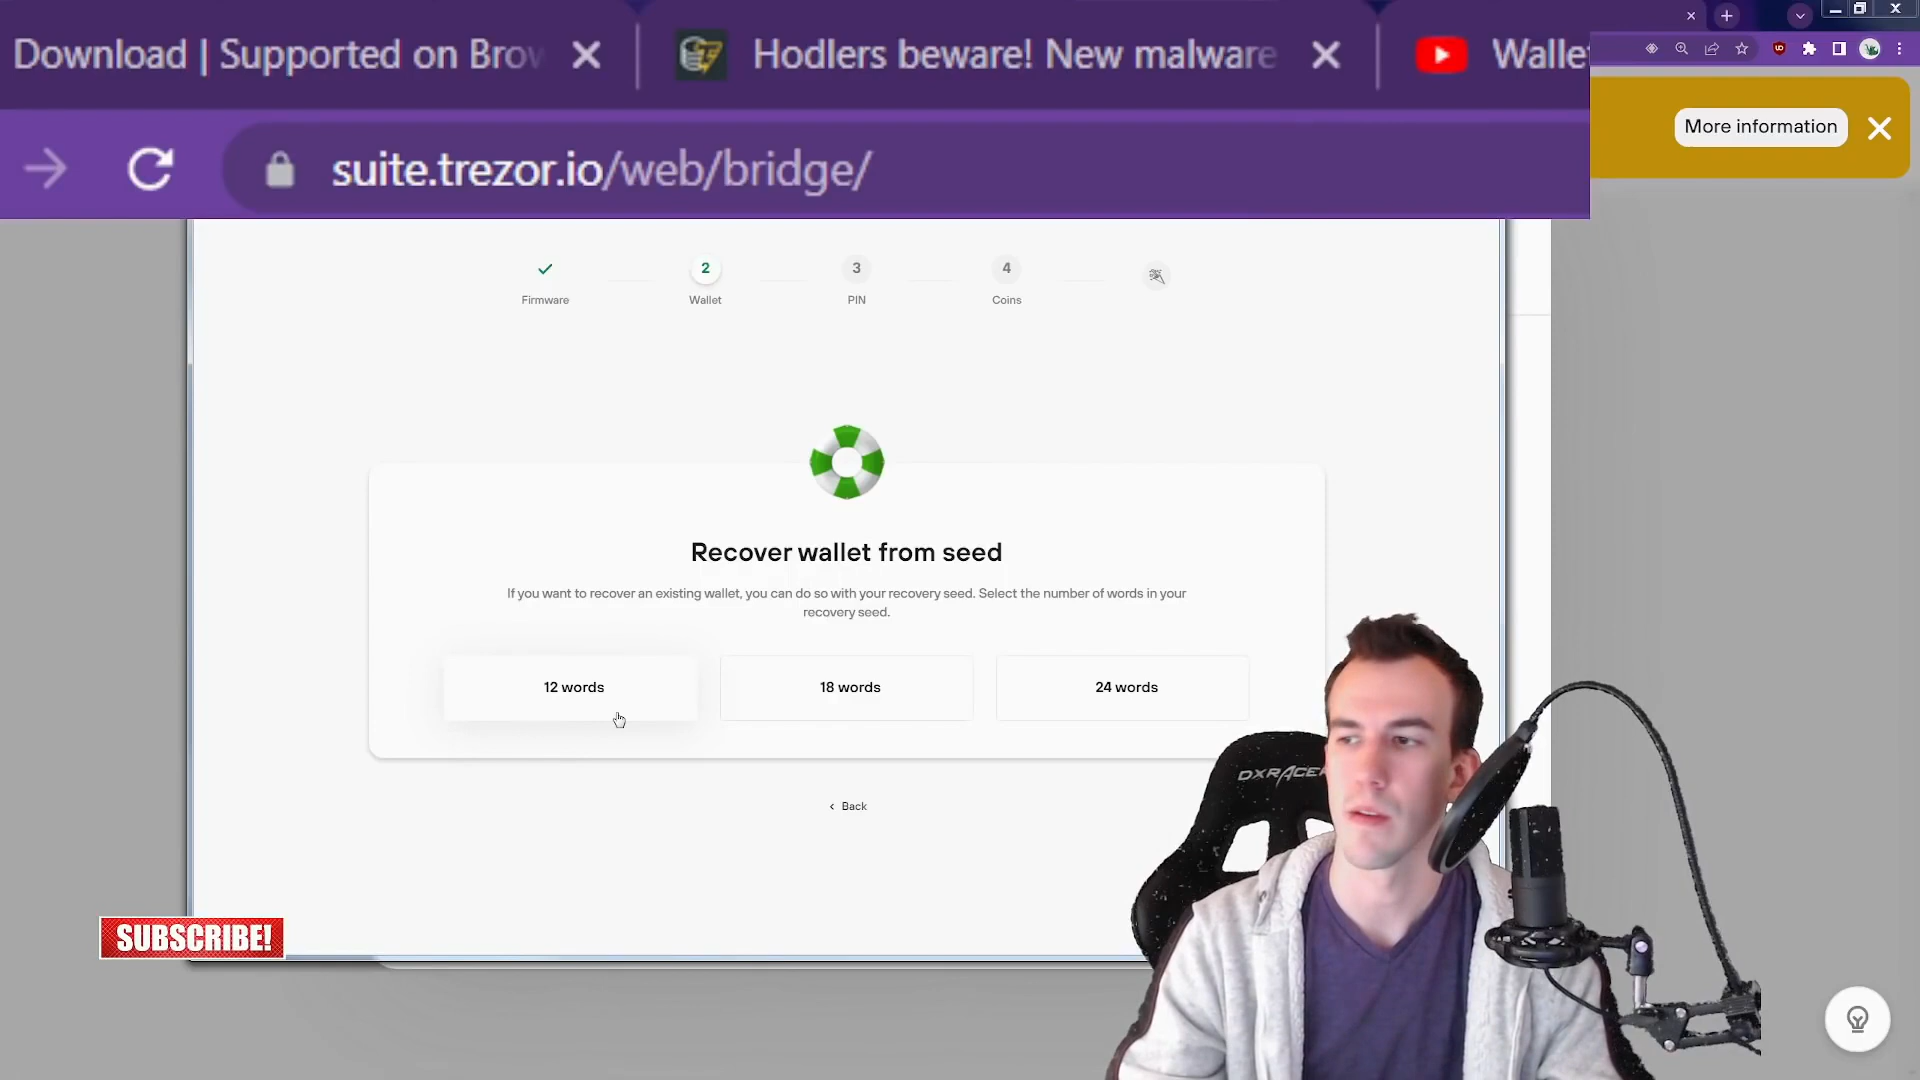 Download | Supported on Brow
Hodlers beware! New malware
Walle
suite.trezor.io/web/bridge/
More information
2
3
4
Firmware
Wallet
PIN
Coins
Recover wallet from seed
If you want to recover an existing wallet, you can do so with your recovery seed. Select the number of words in your
recovery seed.
12 words
18 words
24 words
Back
DXRACER
SUBSCRIBE!